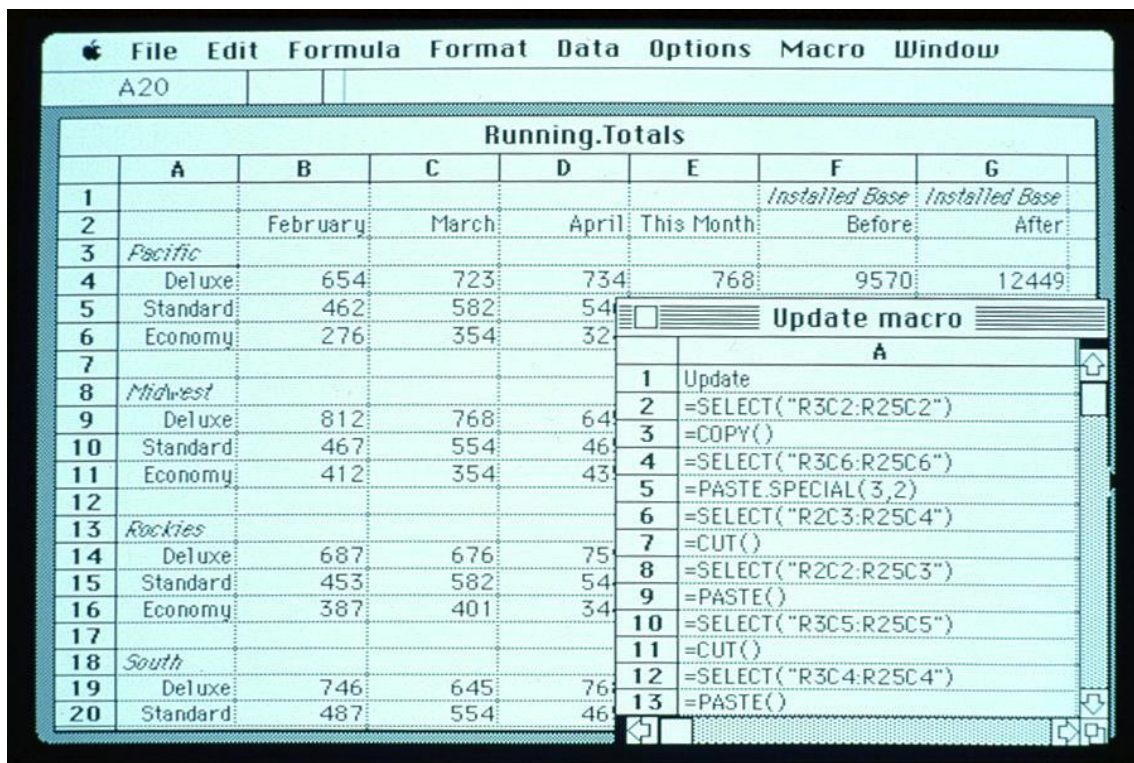 File Edit Formula Format Data Options Macro Window
A20
Running.Totals
A B C D E F G
1 Installed Base Installed Base
2 February March April This Month Before After
3 Pacific
4 Deluxe 654 723 734 768 9570 12449
5 Standard 462 582
6 Economy 276 354
7
8 Midwest
9 Deluxe 812 768
10 Standard 467 554
11 Economy 412 354
12
13 Rockies
14 Deluxe 687 676
15 Standard 453 582
16 Economy 387 401
17
18 South
19 Deluxe 746 645
20 Standard 487 554
Update macro
A
1 Update
2 =SELECT("R3C2:R25C2")
3 =COPY()
4 =SELECT("R3C6:R25C6")
5 =PASTE.SPECIAL(3,2)
6 =SELECT("R2C3:R25C4")
7 =CUT()
8 =SELECT("R2C2:R25C3")
9 =PASTE()
10 =SELECT("R3C5:R25C5")
11 =CUT()
12 =SELECT("R3C4:R25C4")
13 =PASTE()